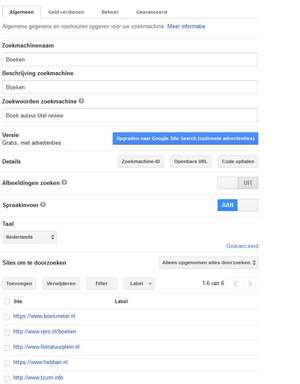 Algemeen Geld verdienen Beheer Geavanceerd
Algemene gegevens en voorkeuren opgeven voor uw zoekmachine. Meer informatie
Zoekmachinenaam
Boeken
Beschrijving zoekmachine
Boeken
Zoekwoorden zoekmachine
Boek auteur titel review
Versie
Gratis, met advertenties
Upgraden naar Google Site Search (optionele advertenties)
Details Zoekmachine-ID Openbare URL Code ophalen
Afbeeldingen zoeken UIT
Spraakinvoer AAN
Taal
Nederlands
Geavanceerd
Sites om te doorzoeken Alleen opgenomen sites doorzoeken
Toevoegen Verwijderen Filter Label 1-6 van 6
Site Label
https://www.boekmeter.nl
http://www.vpro.nl/boeken
http://www.literatuurplein.nl
https://www.hebban.nl
http://www.tzum.info